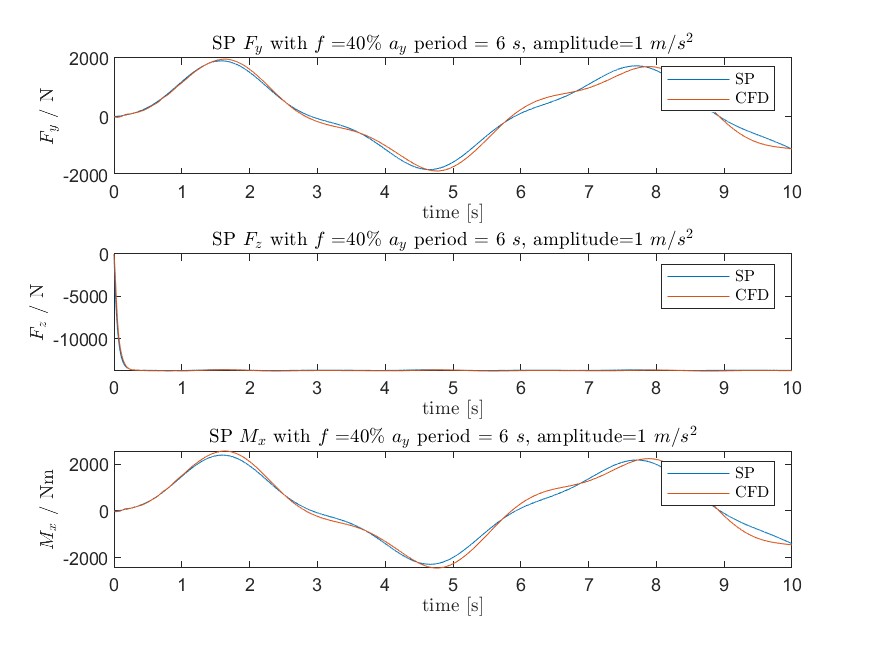 SP F_y with f =40% a_y period = 6 s, amplitude=1 m/s²
2000
0
-2000
F_y / N
SP
CFD
0 1 2 3 4 5 6 7 8 9 10
time [s]
SP F_z with f =40% a_y period = 6 s, amplitude=1 m/s²
0
-5000
-10000
F_z / N
SP
CFD
0 1 2 3 4 5 6 7 8 9 10
time [s]
SP M_x with f =40% a_y period = 6 s, amplitude=1 m/s²
2000
0
-2000
M_x / Nm
SP
CFD
0 1 2 3 4 5 6 7 8 9 10
time [s]